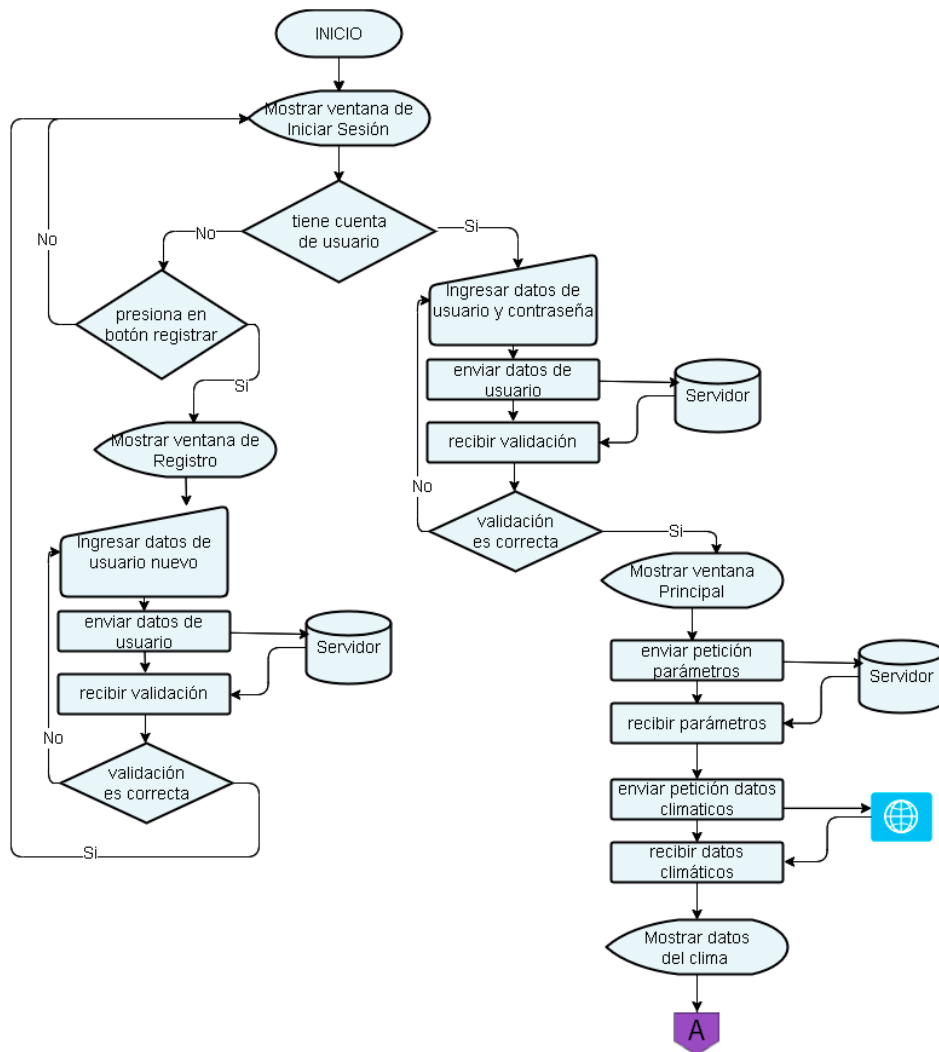 INICIO
Mostrar ventana de
Iniciar Sesión
tiene cuenta
de usuario
No
Si
No
presiona en
botón registrar
Si
Mostrar ventana de
Registro
Ingresar datos de
usuario nuevo
enviar datos de
usuario
Servidor
recibir validación
No
validación
es correcta
Si
Ingresar datos de
usuario y contraseña
enviar datos de
usuario
Servidor
recibir validación
No
validación
es correcta
Si
Mostrar ventana
Principal
enviar petición
parámetros
Servidor
recibir parámetros
enviar petición datos
climaticos
recibir datos
climáticos
Mostrar datos
del clima
A